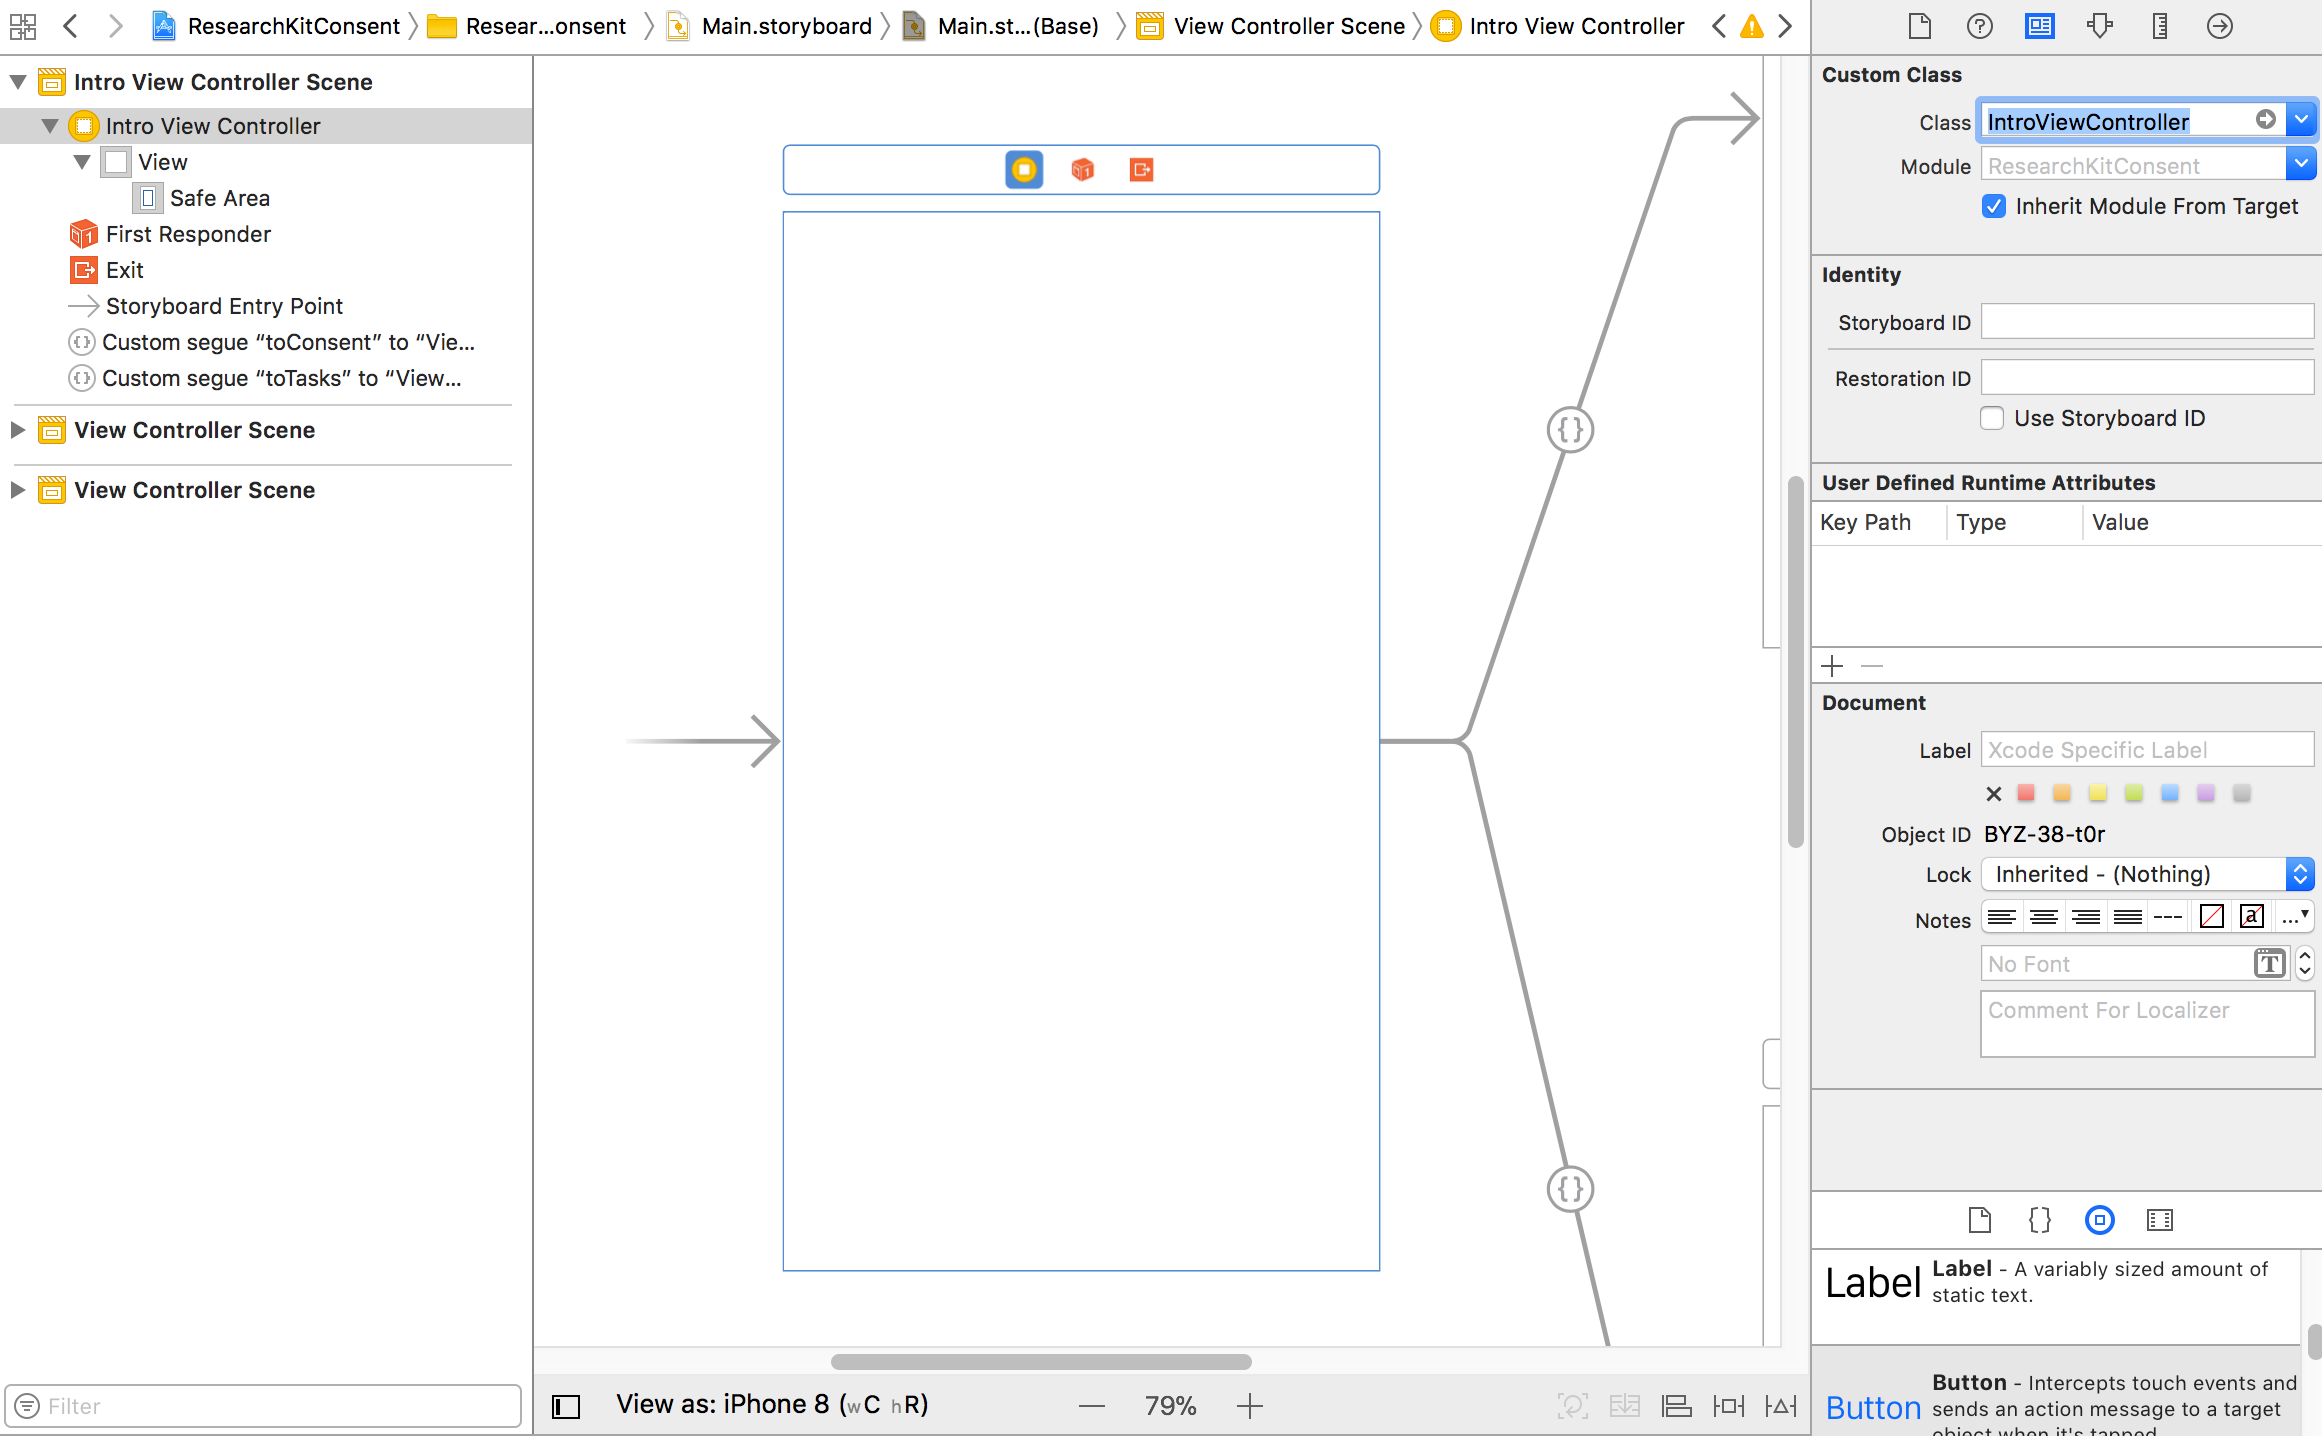 ResearchKitConsent
Resear...onsent
Main.storyboard
Main.st...(Base)
View Controller Scene
Intro View Controller
Intro View Controller Scene
Intro View Controller
View
Safe Area
First Responder
Exit
Storyboard Entry Point
Custom segue “toConsent” to “Vie...
Custom segue “toTasks” to “View...
View Controller Scene
View Controller Scene
Filter
View as: iPhone 8 (wC hR)
79%
Custom Class
Class IntroViewController
Module ResearchKitConsent
Inherit Module From Target
Identity
Storyboard ID
Restoration ID
Use Storyboard ID
User Defined Runtime Attributes
Key Path Type Value
Document
Label Xcode Specific Label
Object ID BYZ-38-t0r
Lock Inherited - (Nothing)
Notes
No Font
Comment For Localizer
Label
Label - A variably sized amount of
static text.
Button
Button - Intercepts touch events and
sends an action message to a target
object when it's tapped.